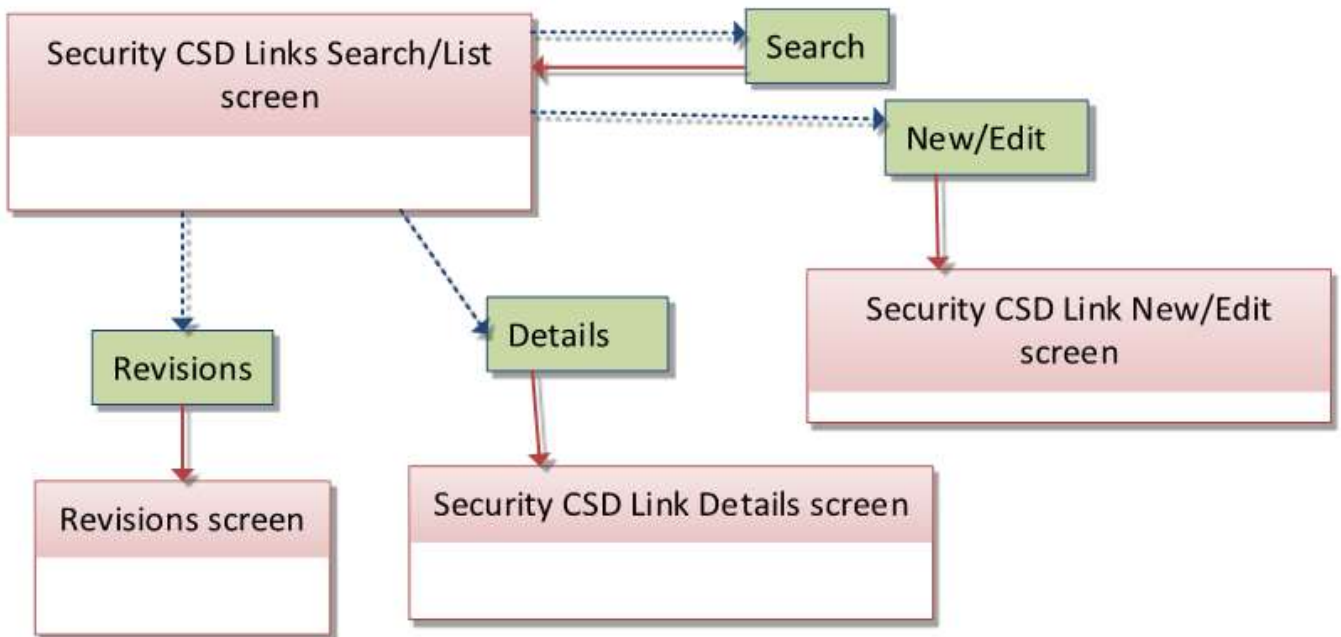 Security CSD Links Search/List
screen
Search
New/Edit
Security CSD Link New/Edit
screen
Details
Revisions
Security CSD Link Details screen
Revisions screen